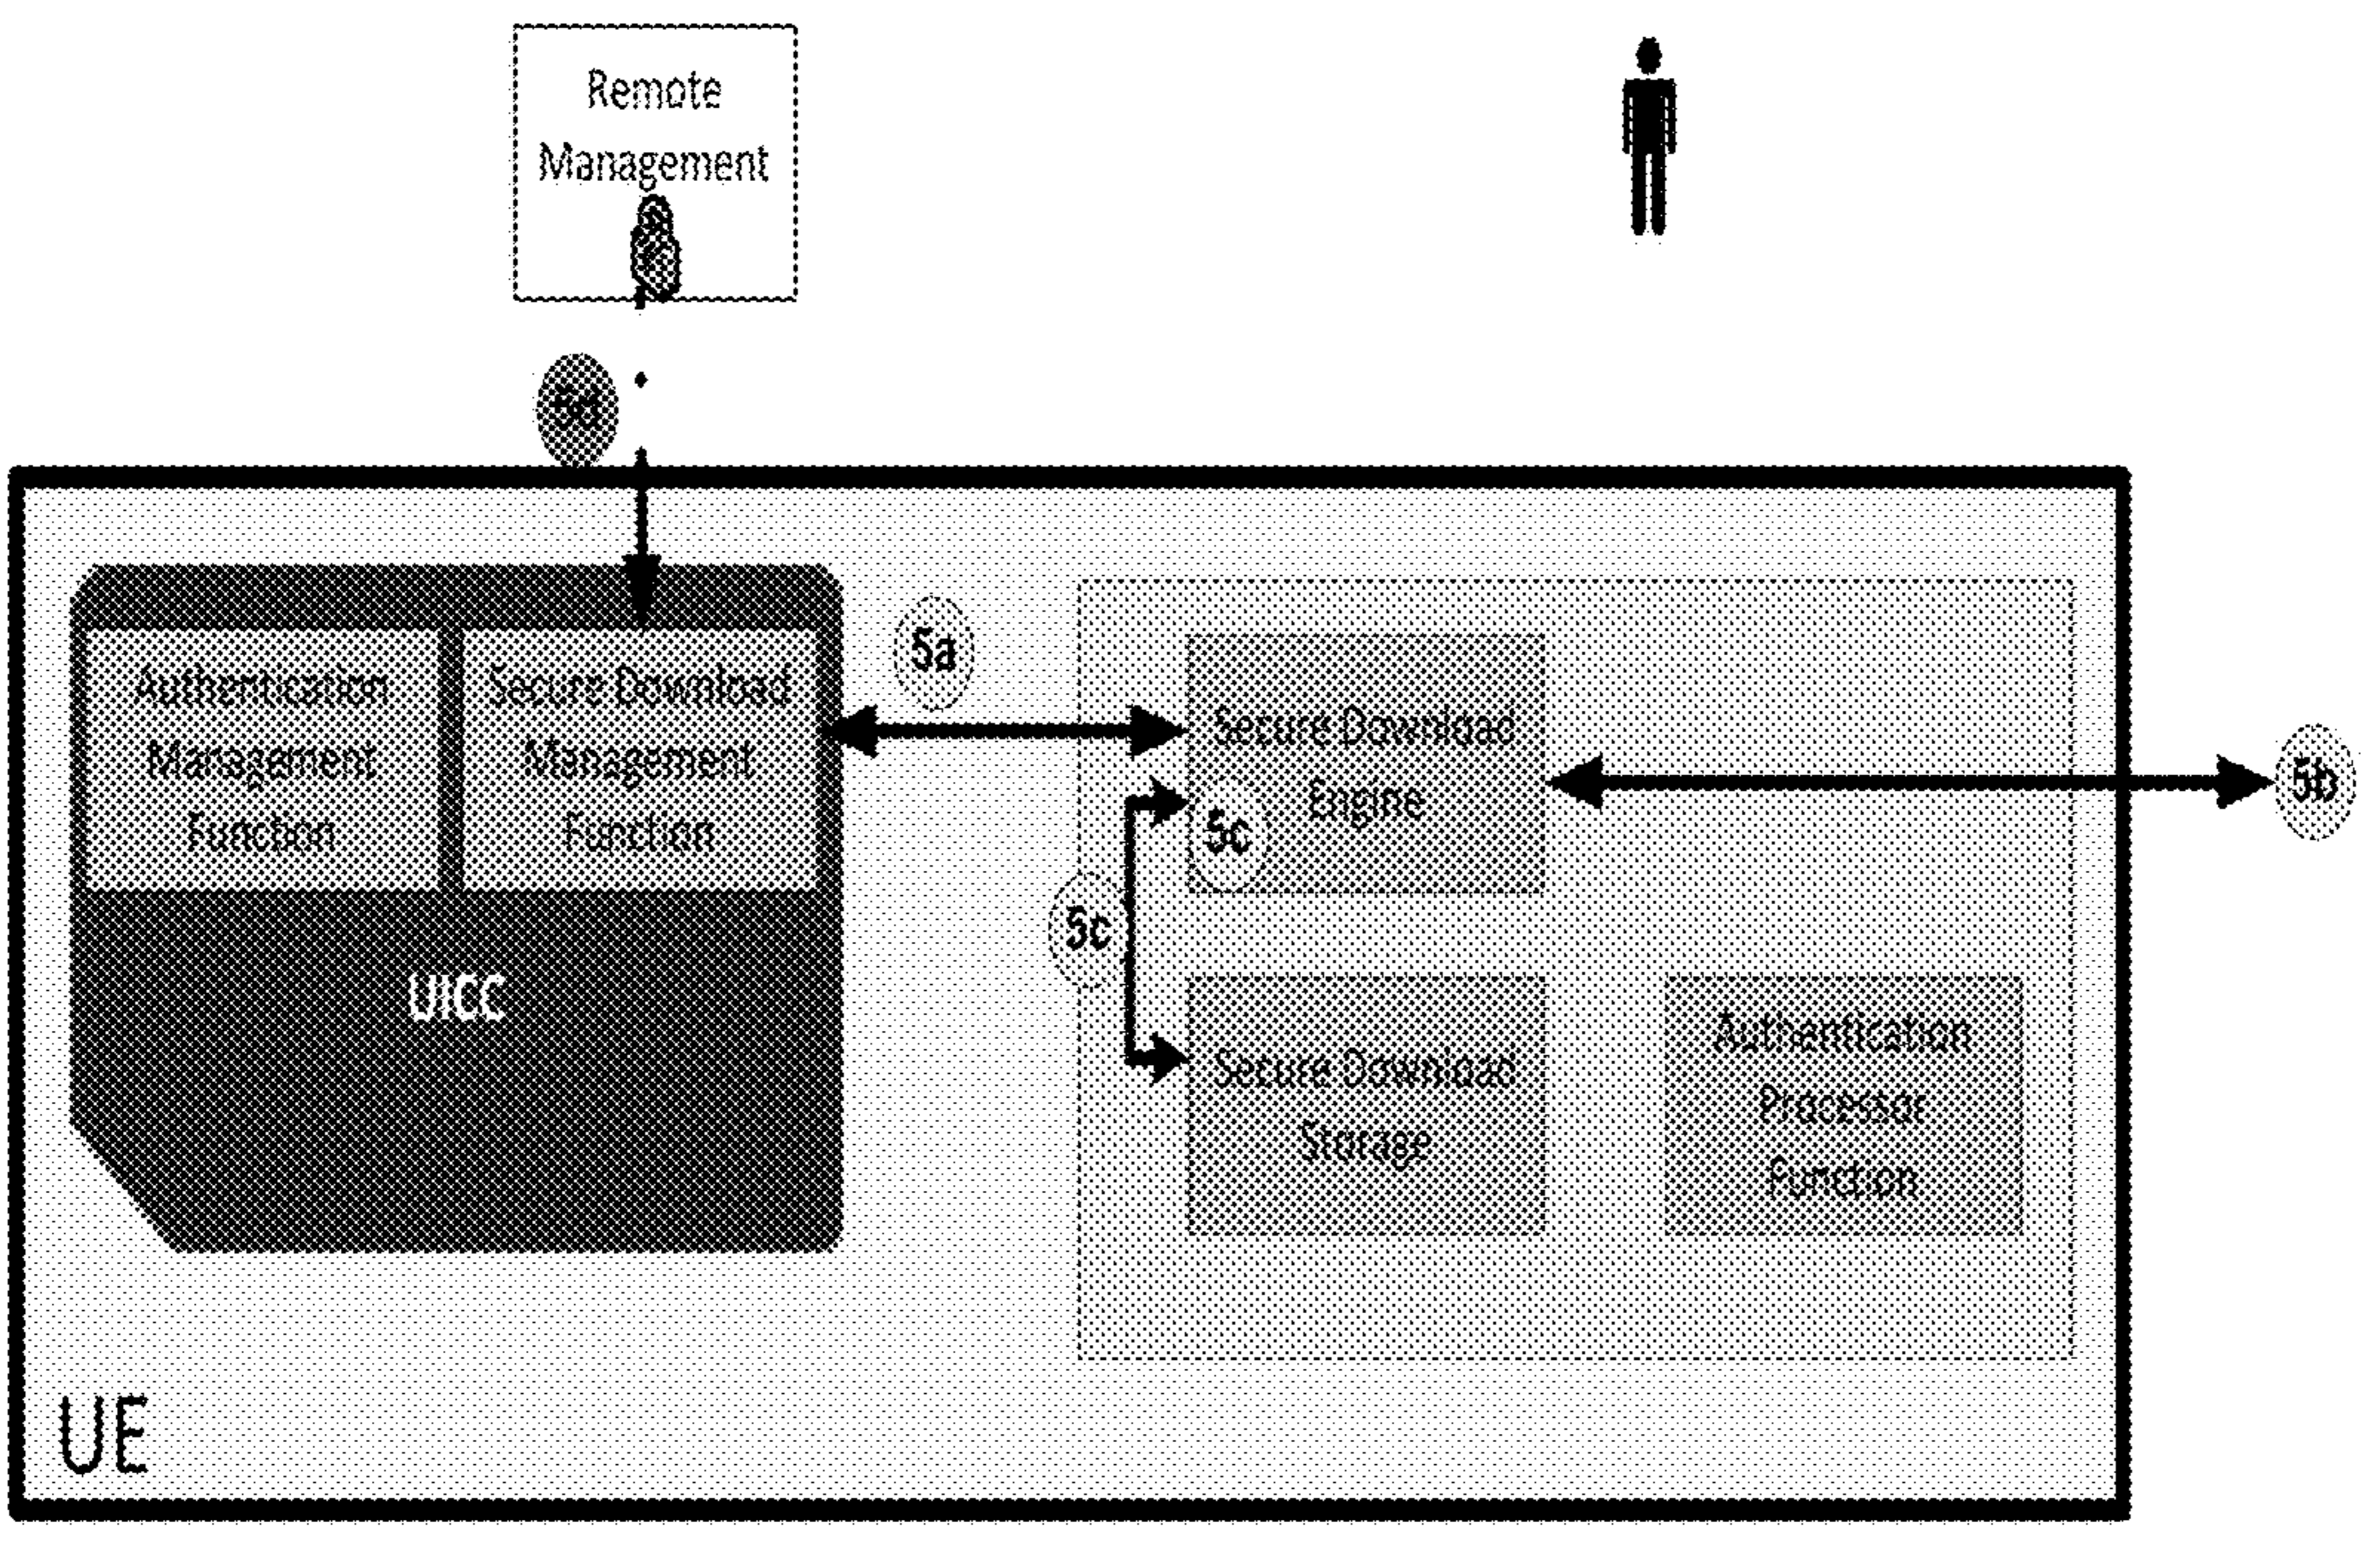 Remote
Management
5a
Authentication
Management
Function
Secure Download
Management
Function
UICC
Secure Download
Engine
5c
5c
5b
Secure Download
Storage
Authentication
Processor
Function
UE